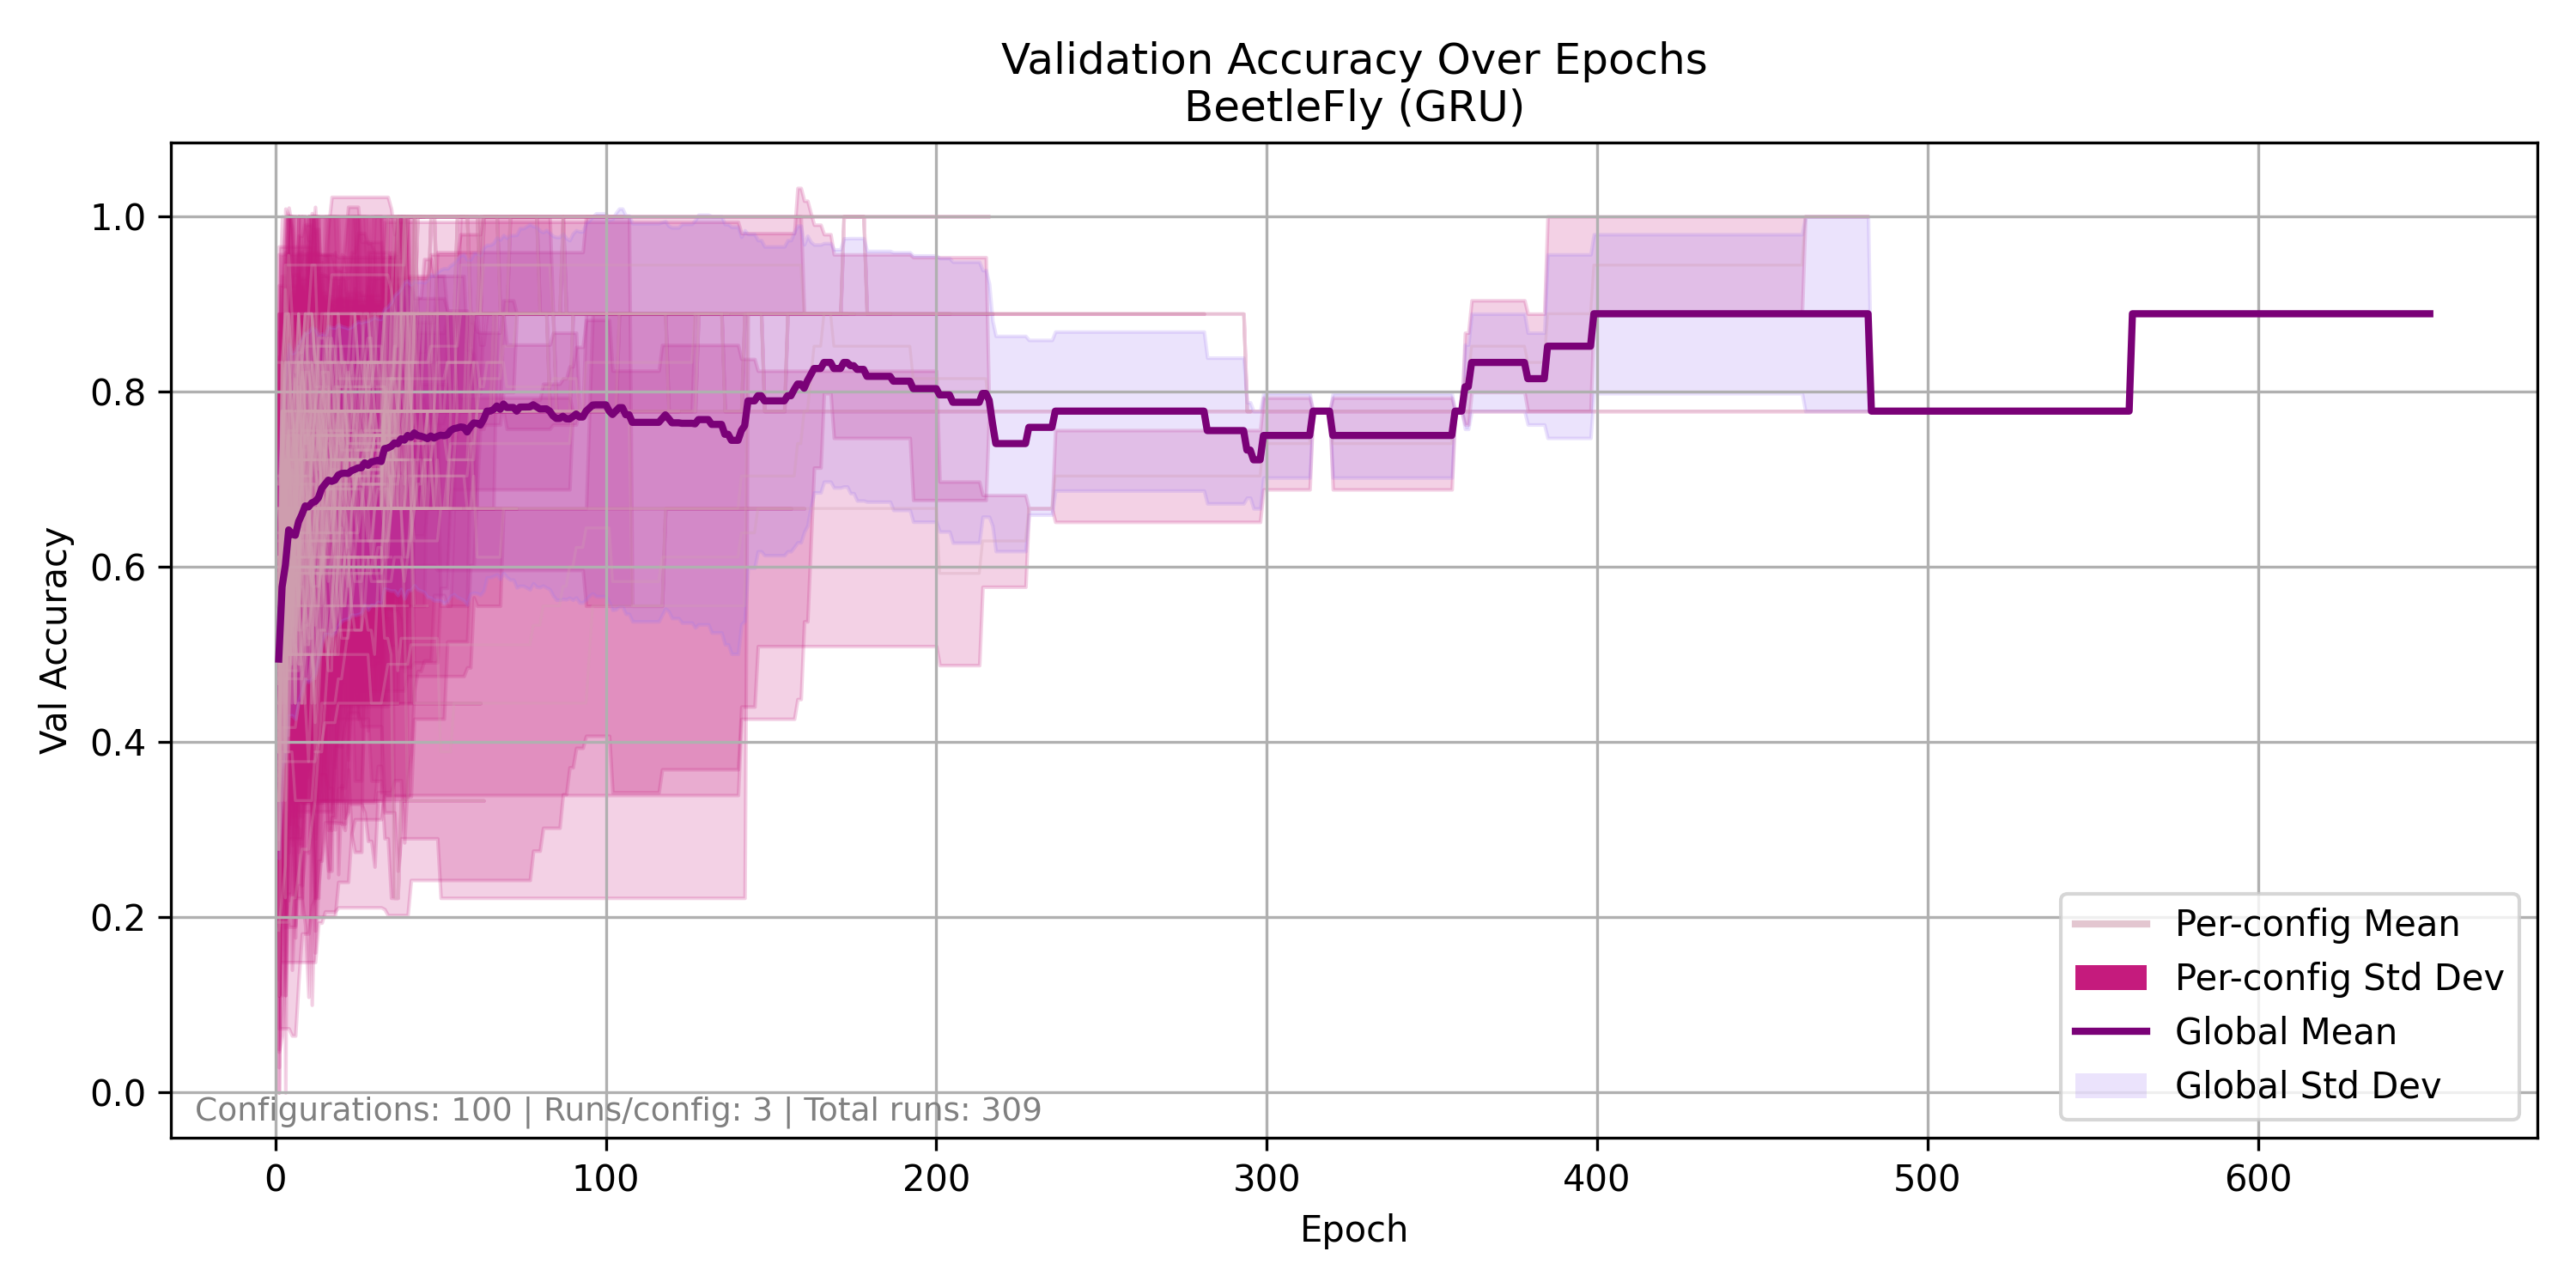 Validation Accuracy Over Epochs
BeetleFly (GRU)
Val Accuracy
1.0
0.8
0.6
0.4
0.2
0.0
Per-config Mean
Per-config Std Dev
Global Mean
Global Std Dev
Configurations: 100 | Runs/config: 3 | Total runs: 309
0 100 200 300 400 500 600
Epoch